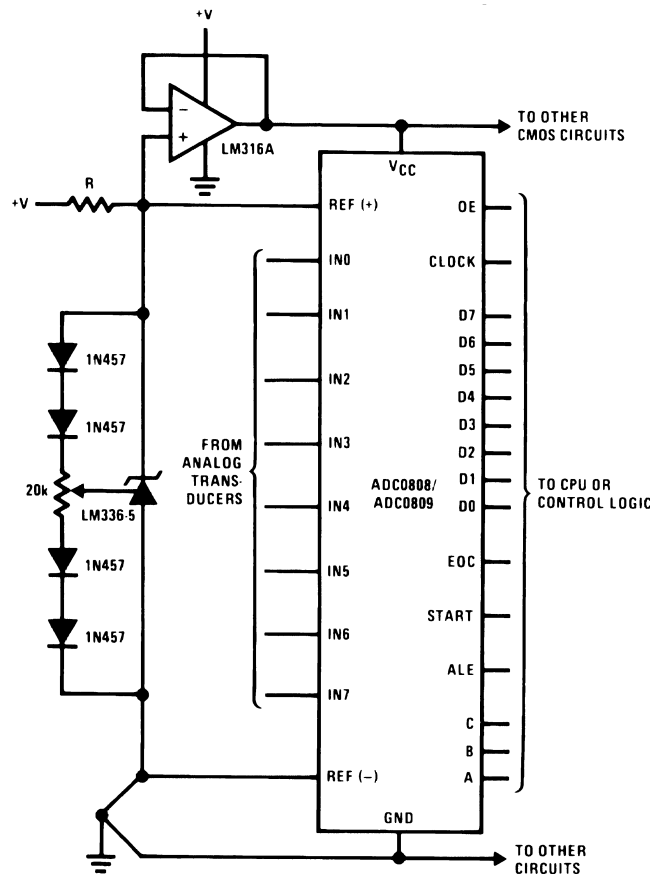 +V
LM316A
TO OTHER
CMOS CIRCUITS
VCC
R
+V
REF (+)
OE
IN0
CLOCK
IN1
D7
1N457
D6
D5
IN2
D4
1N457
D3
FROM
ANALOG
TRANS-
DUCERS
IN3
D2
ADC0808/
ADC0809
D1
20k
TO CPU OR
CONTROL LOGIC
LM336-5
IN4
D0
1N457
EOC
IN5
START
1N457
IN6
ALE
IN7
C
B
REF (−)
A
GND
TO OTHER
CIRCUITS
−
+